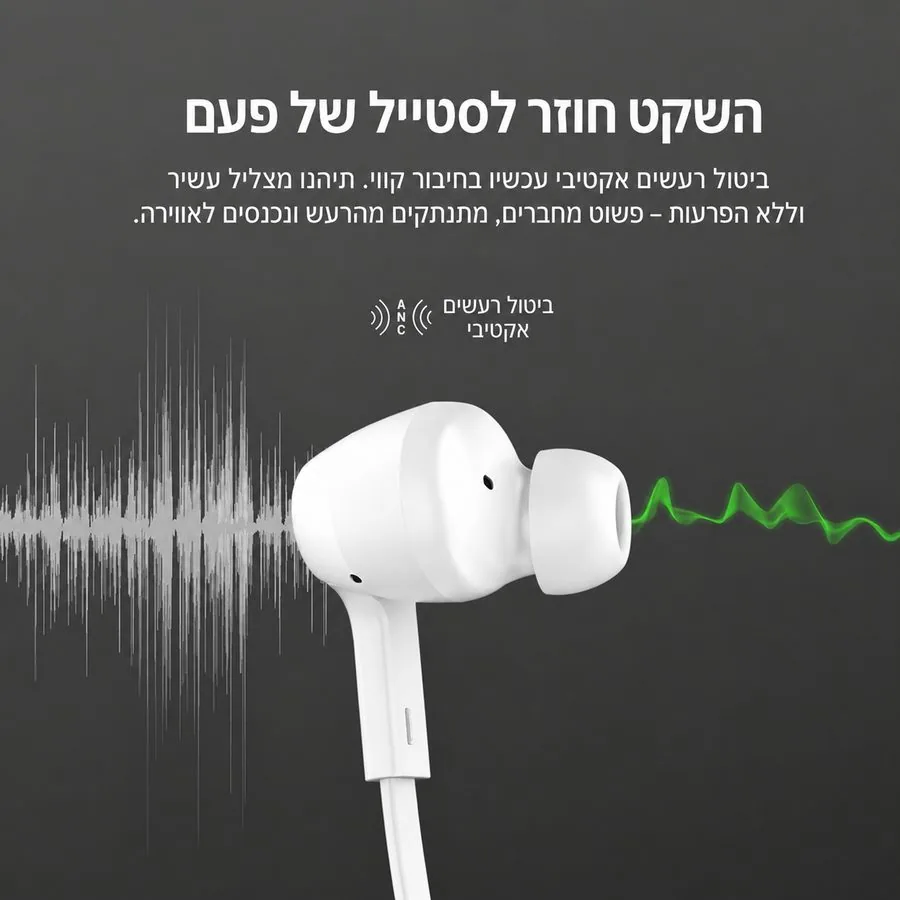 השקט חוזר לסטייל של פעם
ביטול רעשים אקטיבי עכשיו בחיבור קווי. תיהנו מצליל עשיר
וללא הפרעות – פשוט מחברים, מתנתקים מהרעש ונכנסים לאווירה.
ביטול רעשים
אקטיבי
ANC